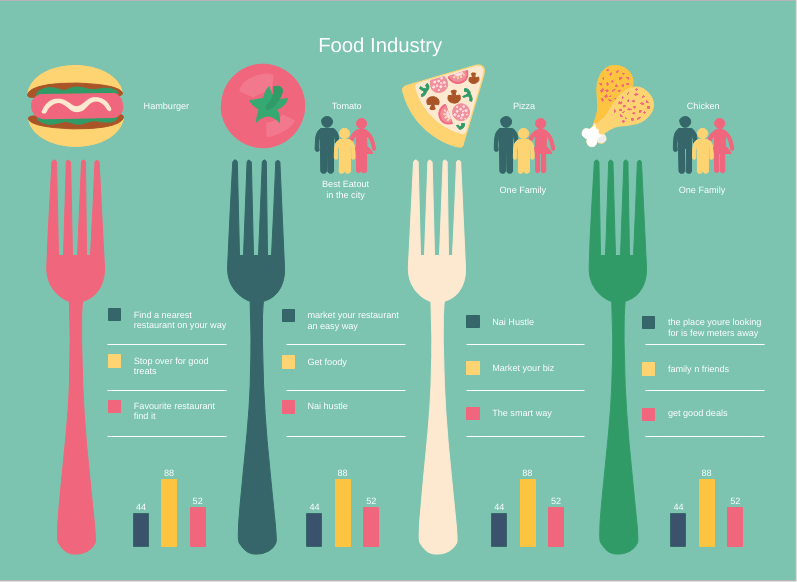 Food Industry
Hamburger
Tomato
Pizza
Chicken
Best Eatout
in the city
One Family
One Family
Find a nearest
restaurant on your way
Stop over for good
treats
Favourite restaurant
find it
market your restaurant
an easy way
Get foody
Nai hustle
Nai Hustle
Market your biz
The smart way
the place youre looking
for is few meters away
family n friends
get good deals
44
88
52
44
88
52
44
88
52
44
88
52